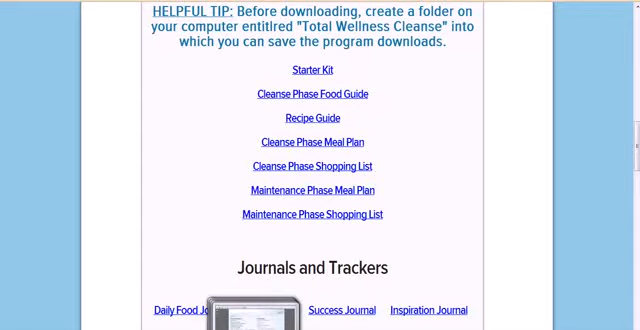 HELPFUL TIP: Before downloading, create a folder on
your computer entitlred "Total Wellness Cleanse" into
which you can save the program downloads.
Starter Kit
Cleanse Phase Food Guide
Recipe Guide
Cleanse Phase Meal Plan
Cleanse Phase Shopping List
Maintenance Phase Meal Plan
Maintenance Phase Shopping List
Journals and Trackers
Daily Food Success Journal Inspiration Journal